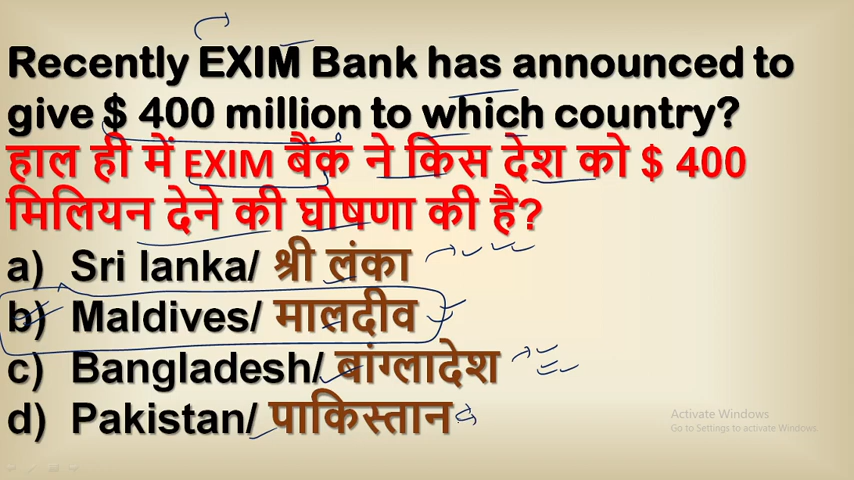 Recently EXIM Bank has announced to
give $ 400 million to which country?
हाल ही में EXIM बैंक ने किस देश को $ 400
मिलियन देने की घोषणा की है?
a) Sri lanka/ श्री लंका
b) Maldives/ मालदीव
c) Bangladesh/ बांग्लादेश
d) Pakistan/ पाकिस्तान
Activate Windows
Go to Settings to activate Windows